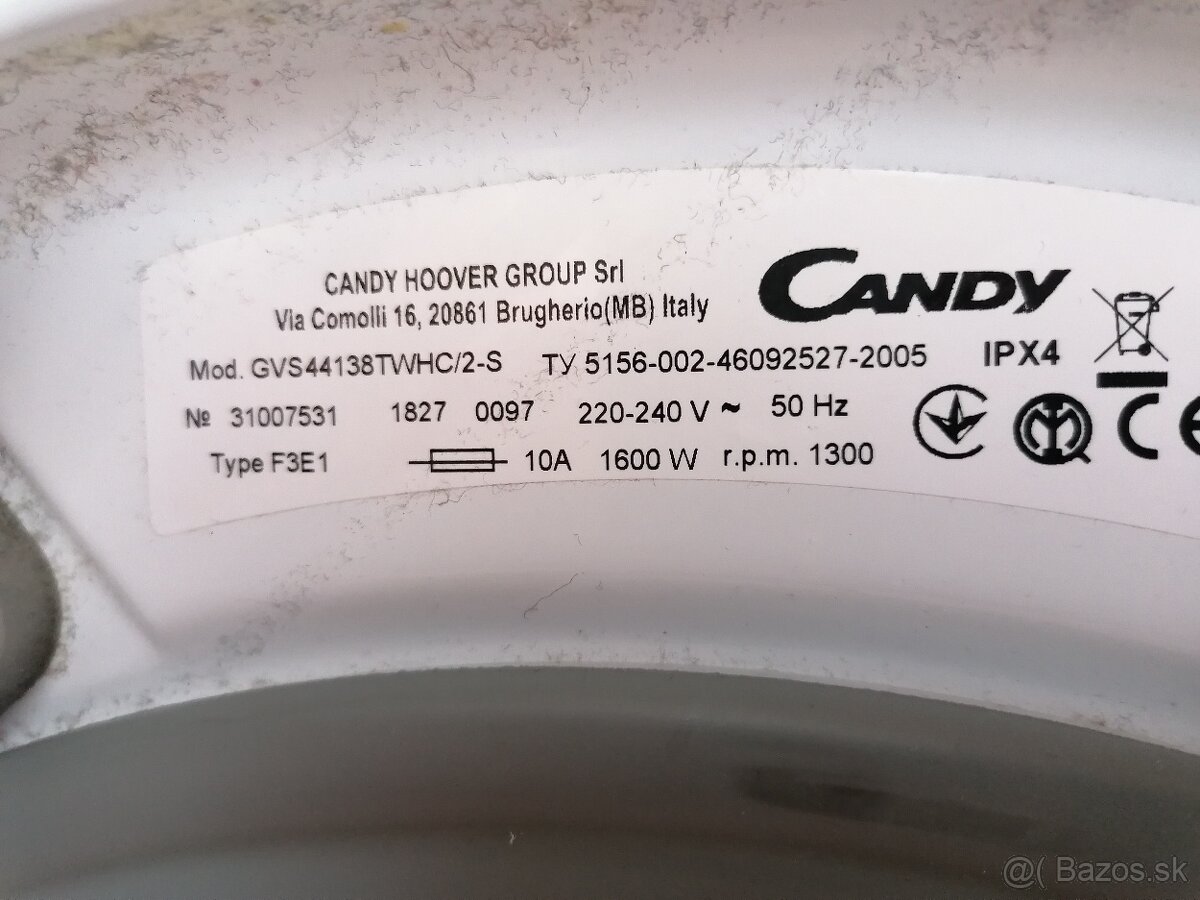 CANDY HOOVER GROUP Srl
Via Comolli 16, 20861 Brugherio(MB) Italy
CANDY
Mod. GVS44138TWHC/2-S ТУ 5156-002-46092527-2005 IPX4
№ 31007531 1827 0097 220-240 V ~ 50 Hz
Type F3E1 10A 1600 W r.p.m. 1300
CE
@( Bazos.sk